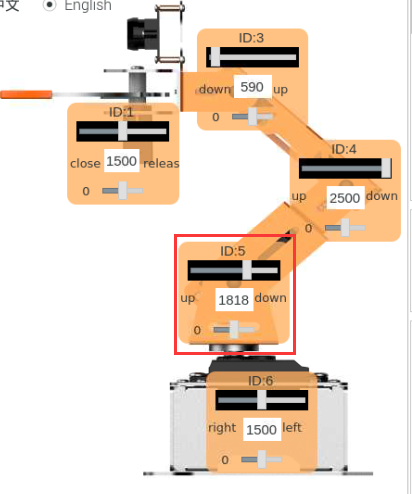 中文 English
ID:3
down 590 up
0
ID:1
close 1500 releas
0
ID:4
up 2500 down
0
ID:5
up 1818 down
0
ID:6
right 1500 left
0